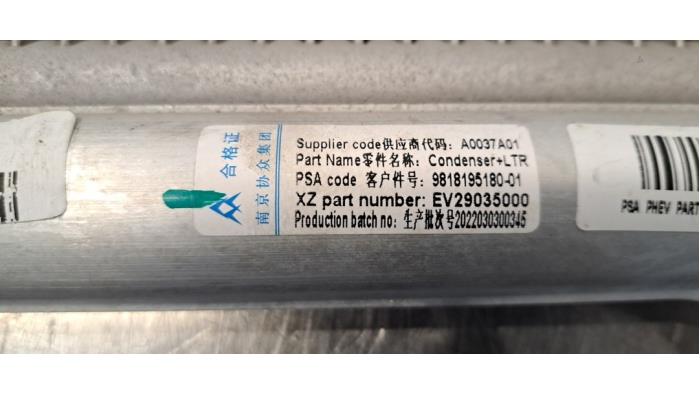 合格证
南京协众集团
Supplier code供应商代码: A0037A01
Part Name零件名称: Condenser+LTR
PSA code 客户件号: 9818195180-01
XZ part number: EV29035000
Production batch no: 生产批次号2022030300345
PSA PHEV PART